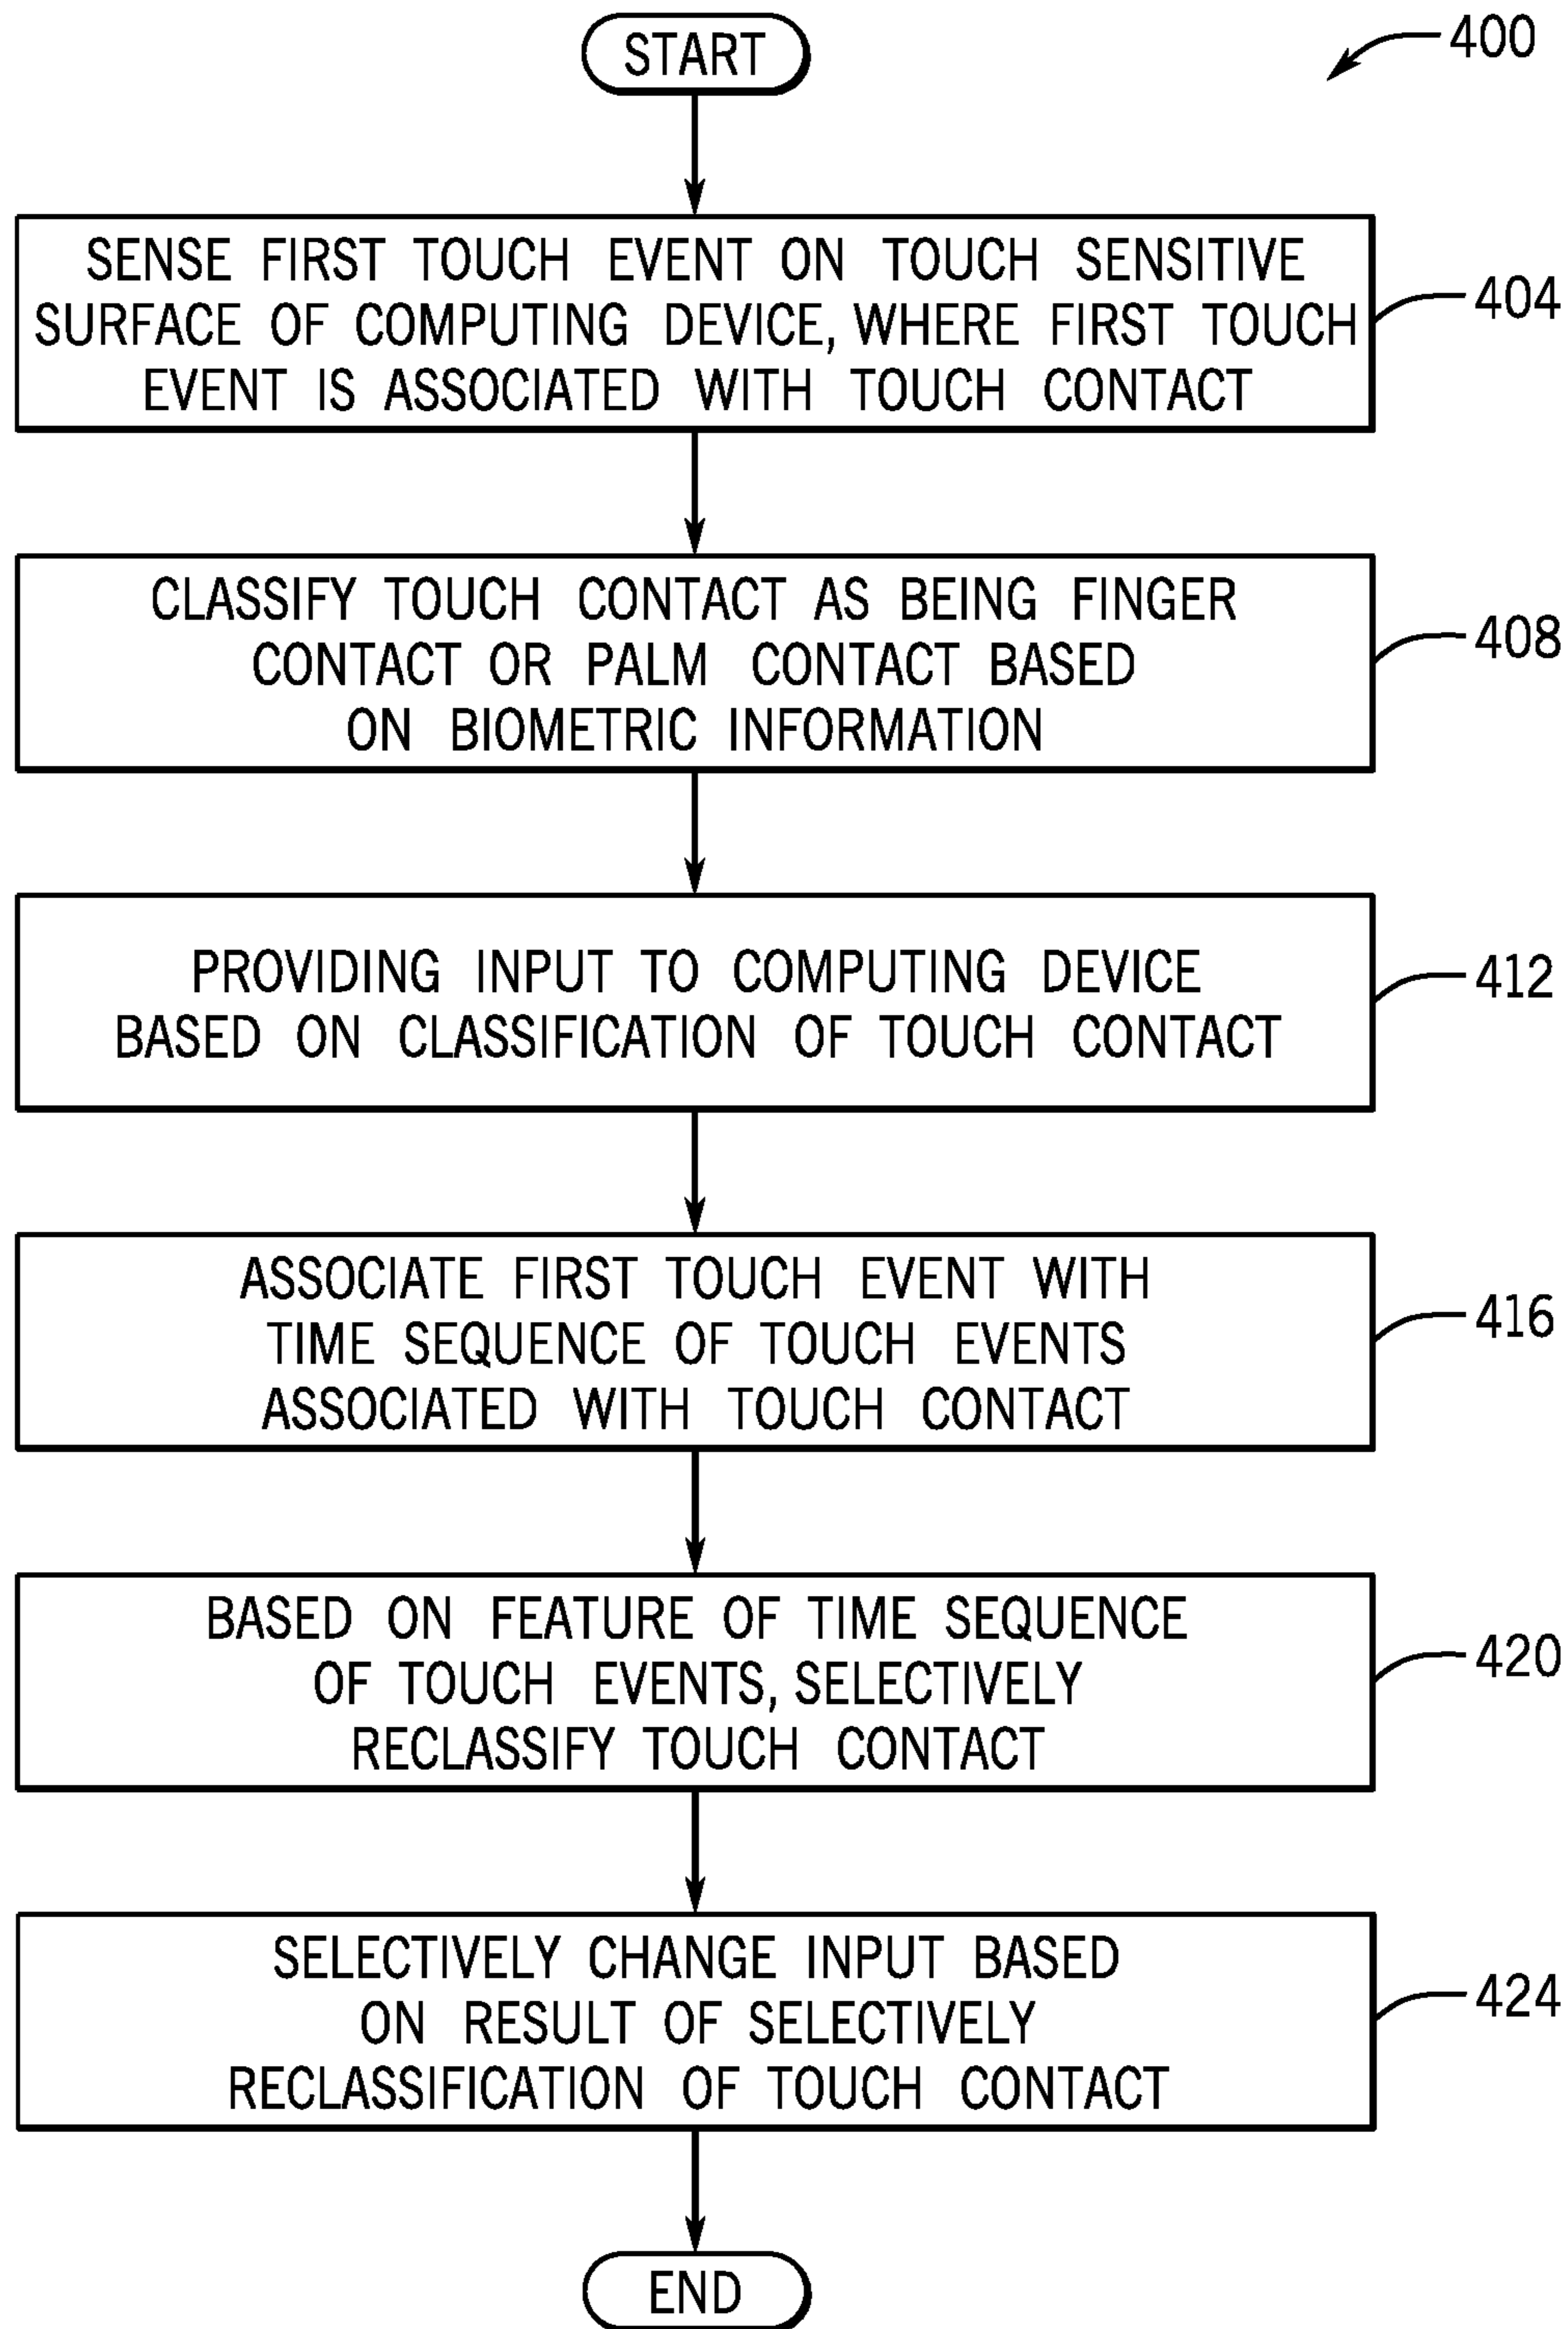 START
400
SENSE FIRST TOUCH EVENT ON TOUCH SENSITIVE
SURFACE OF COMPUTING DEVICE, WHERE FIRST TOUCH
EVENT IS ASSOCIATED WITH TOUCH CONTACT
404
CLASSIFY TOUCH CONTACT AS BEING FINGER
CONTACT OR PALM CONTACT BASED
ON BIOMETRIC INFORMATION
408
PROVIDING INPUT TO COMPUTING DEVICE
BASED ON CLASSIFICATION OF TOUCH CONTACT
412
ASSOCIATE FIRST TOUCH EVENT WITH
TIME SEQUENCE OF TOUCH EVENTS
ASSOCIATED WITH TOUCH CONTACT
416
BASED ON FEATURE OF TIME SEQUENCE
OF TOUCH EVENTS, SELECTIVELY
RECLASSIFY TOUCH CONTACT
420
SELECTIVELY CHANGE INPUT BASED
ON RESULT OF SELECTIVELY
RECLASSIFICATION OF TOUCH CONTACT
424
END